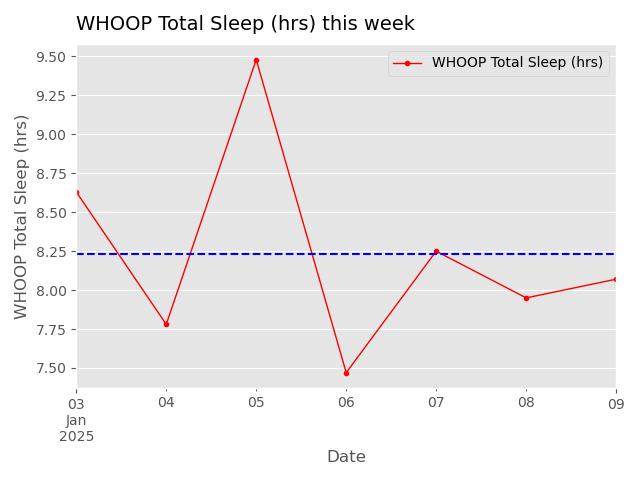 WHOOP Total Sleep (hrs) this week
WHOOP Total Sleep (hrs)
WHOOP Total Sleep (hrs)
9.50
9.25
9.00
8.75
8.50
8.25
8.00
7.75
7.50
03 04 05 06 07 08 09
Jan
2025
Date